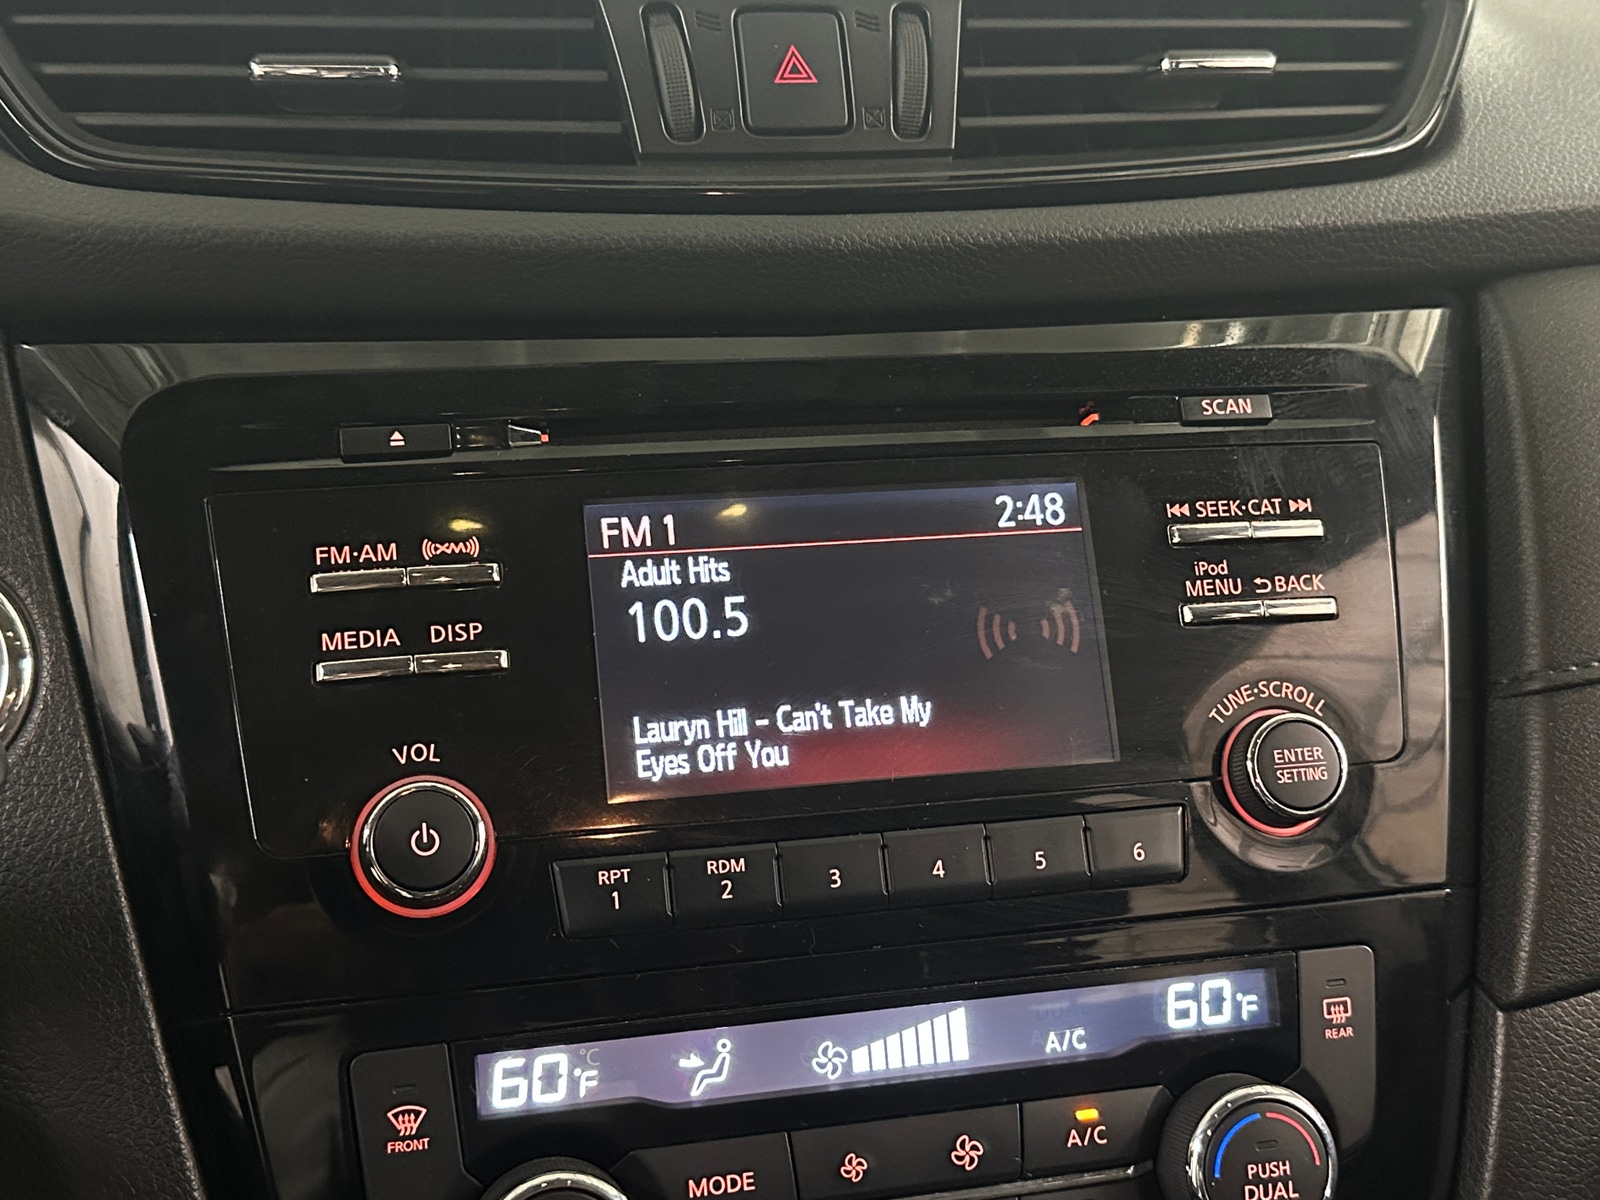 SCAN
FM·AM
XM
MEDIA
DISP
VOL
FM 1
2:48
Adult Hits
100.5
Lauryn Hill - Can't Take My
Eyes Off You
SEEK·CAT
iPod
MENU
BACK
TUNE·SCROLL
ENTER
SETTING
RPT
1
RDM
2
3
4
5
6
60°F
°C
A/C
60°F
REAR
FRONT
MODE
A/C
PUSH
DUAL